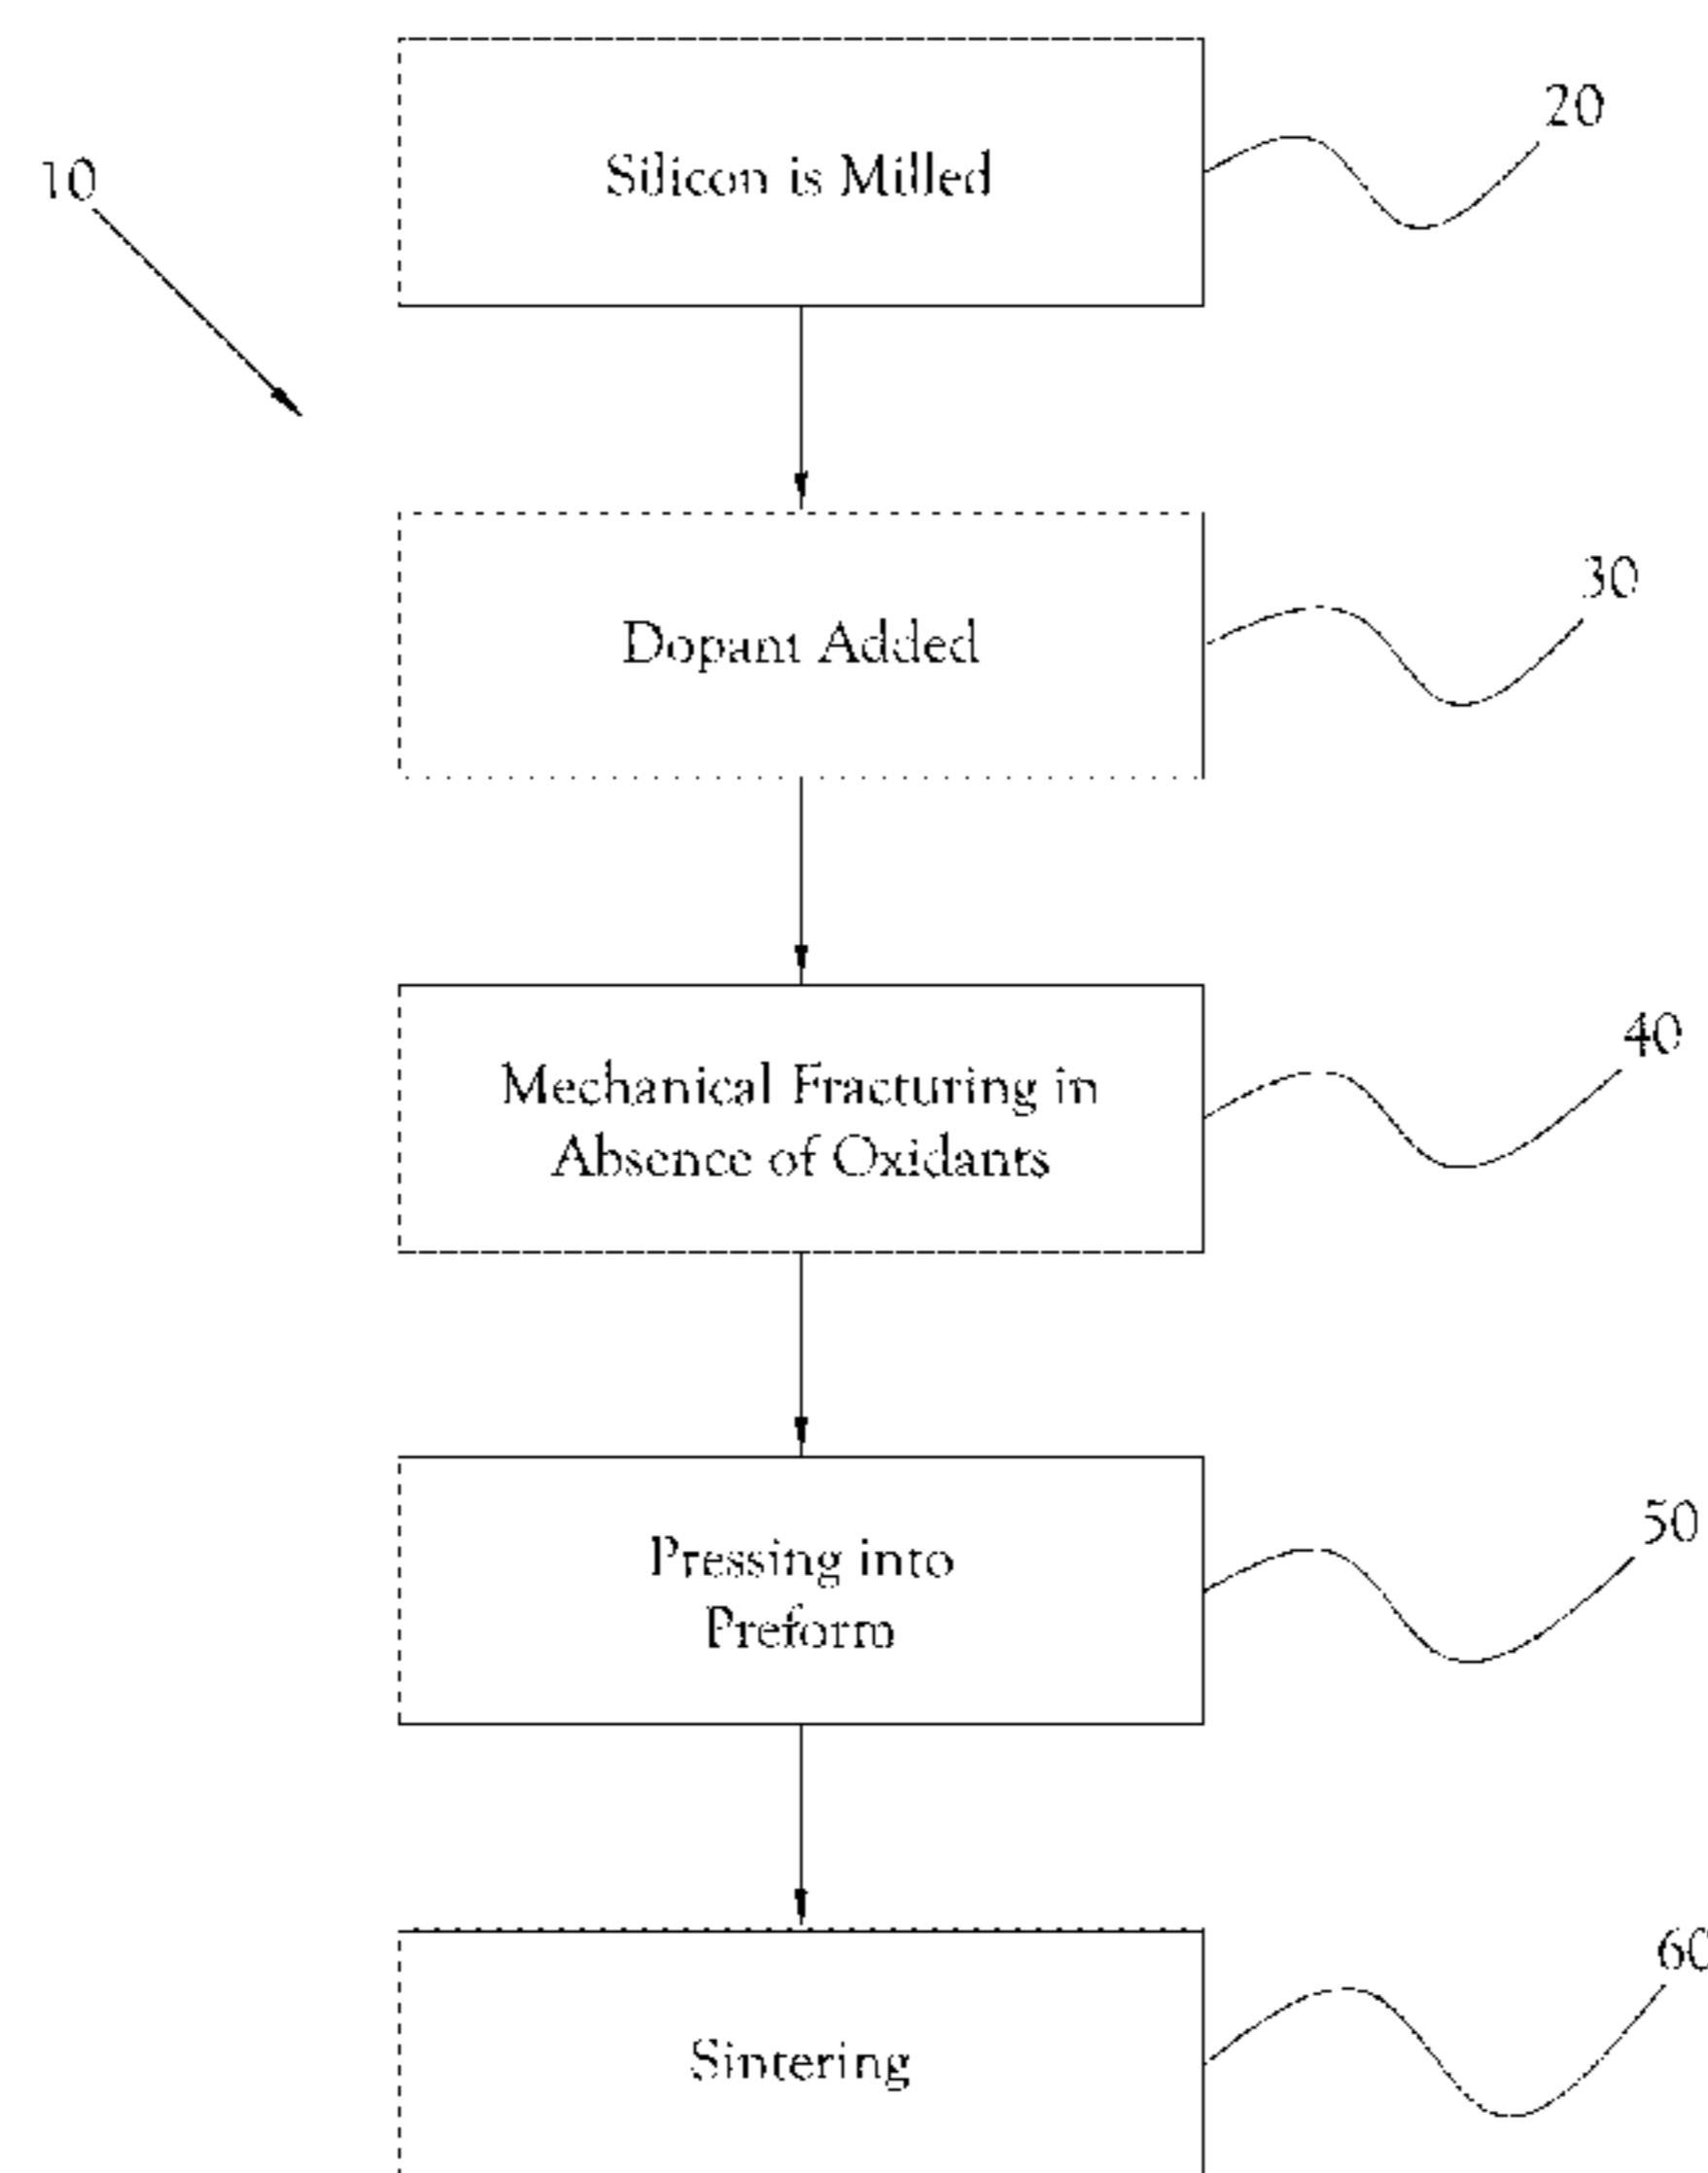 10
Silicon is Milled
20
Dopant Added
30
Mechanical Fracturing in
Absence of Oxidants
40
Pressing into
Preform
50
Sintering
60